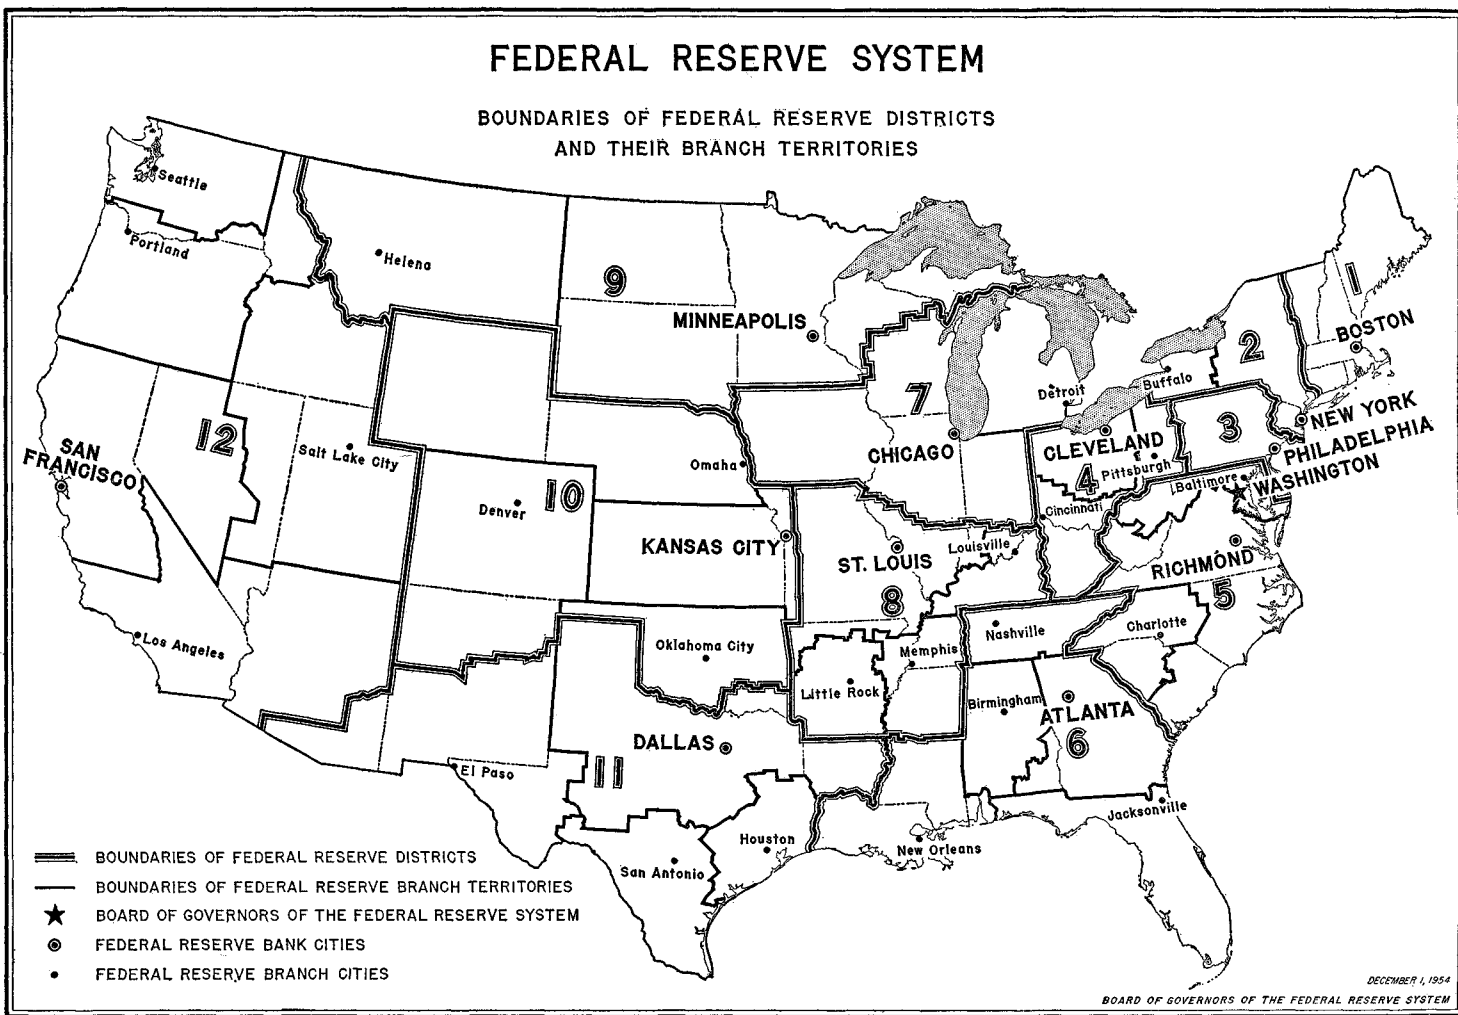 FEDERAL RESERVE SYSTEM
BOUNDARIES OF FEDERAL RESERVE DISTRICTS
AND THEIR BRANCH TERRITORIES
Seattle
Portland
Helena
9
MINNEAPOLIS
1
BOSTON
2
Buffalo
Detroit
7
CHICAGO
CLEVELAND
4
Pittsburgh
3
NEW YORK
PHILADELPHIA
WASHINGTON
Baltimore
Cincinnati
12
SAN
FRANCISCO
Salt Lake City
Omaha
10
Denver
KANSAS CITY
ST. LOUIS
8
Louisville
RICHMOND
5
Los Angeles
Oklahoma City
Nashville
Charlotte
Memphis
Little Rock
Birmingham
ATLANTA
6
DALLAS
11
El Paso
Houston
San Antonio
New Orleans
Jacksonville
BOUNDARIES OF FEDERAL RESERVE DISTRICTS
BOUNDARIES OF FEDERAL RESERVE BRANCH TERRITORIES
BOARD OF GOVERNORS OF THE FEDERAL RESERVE SYSTEM
FEDERAL RESERVE BANK CITIES
FEDERAL RESERVE BRANCH CITIES
DECEMBER 1, 1954
BOARD OF GOVERNORS OF THE FEDERAL RESERVE SYSTEM